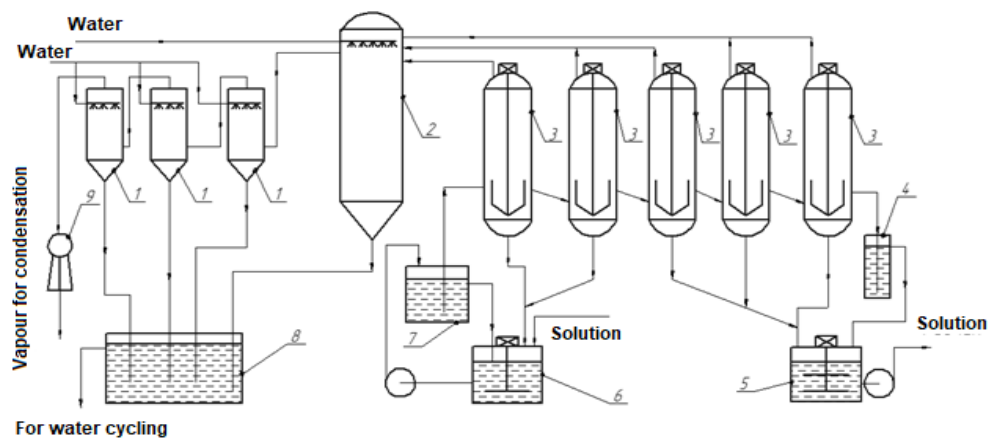 Water
Water
1
1
1
2
3
3
3
3
3
4
9
Vapour for condensation
7
Solution
Solution
8
6
5
For water cycling